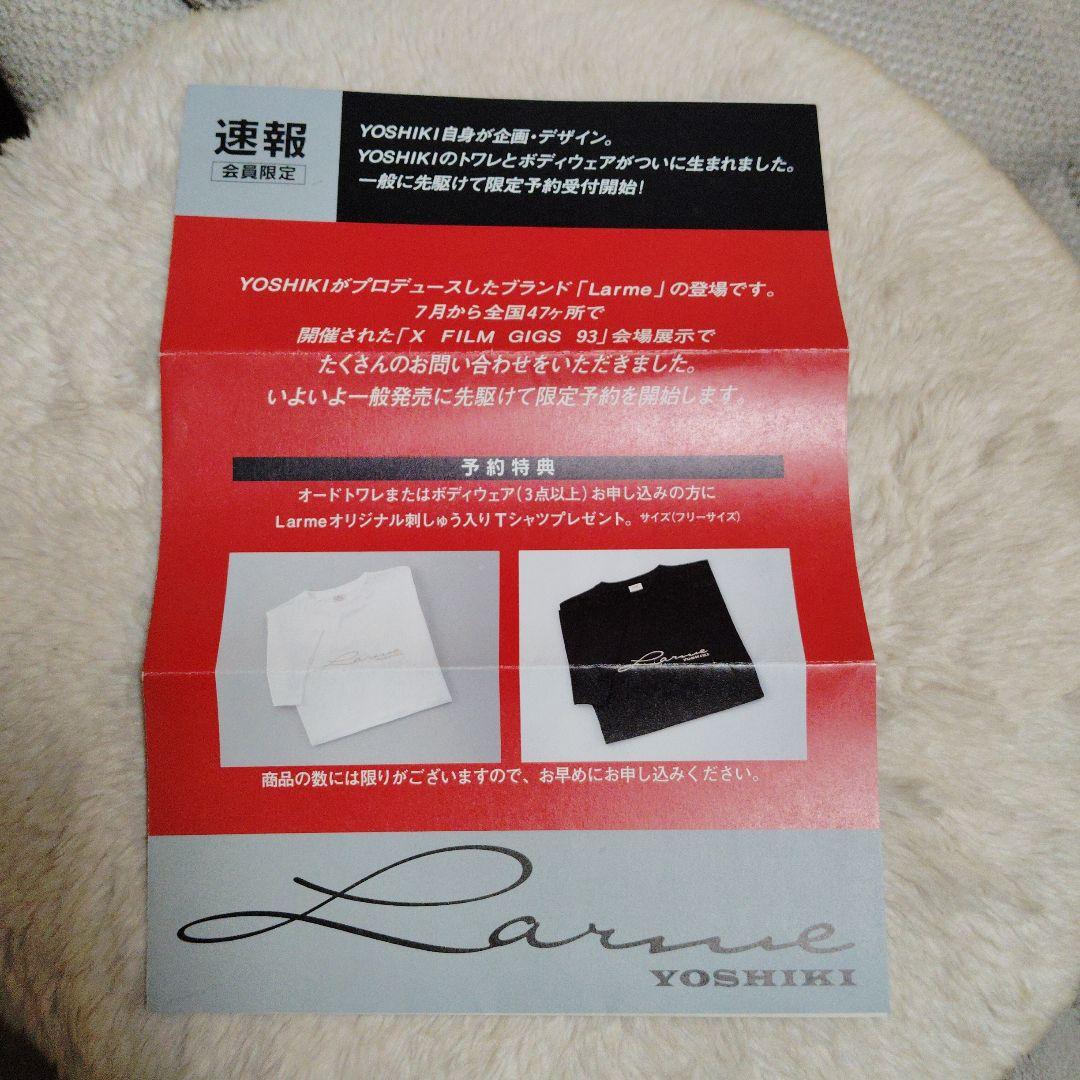 速報
会員限定
YOSHIKI自身が企画・デザイン。
YOSHIKIのトワレとボディウェアがついに生まれました。
一般に先駆けて限定予約受付開始!
YOSHIKIがプロデュースしたブランド「Larme」の登場です。
7月から全国47ヶ所で
開催された「X FILM GIGS 93」会場展示で
たくさんのお問い合わせをいただきました。
いよいよ一般発売に先駆けて限定予約を開始します。
予約特典
オードトワレまたはボディウェア(3点以上)お申し込みの方に
Larmeオリジナル刺しゅう入りTシャツプレゼント。サイズ(フリーサイズ)
Larme
Larme
YOSHIKI
商品の数には限りがございますので、お早めにお申し込みください。
Larme
YOSHIKI